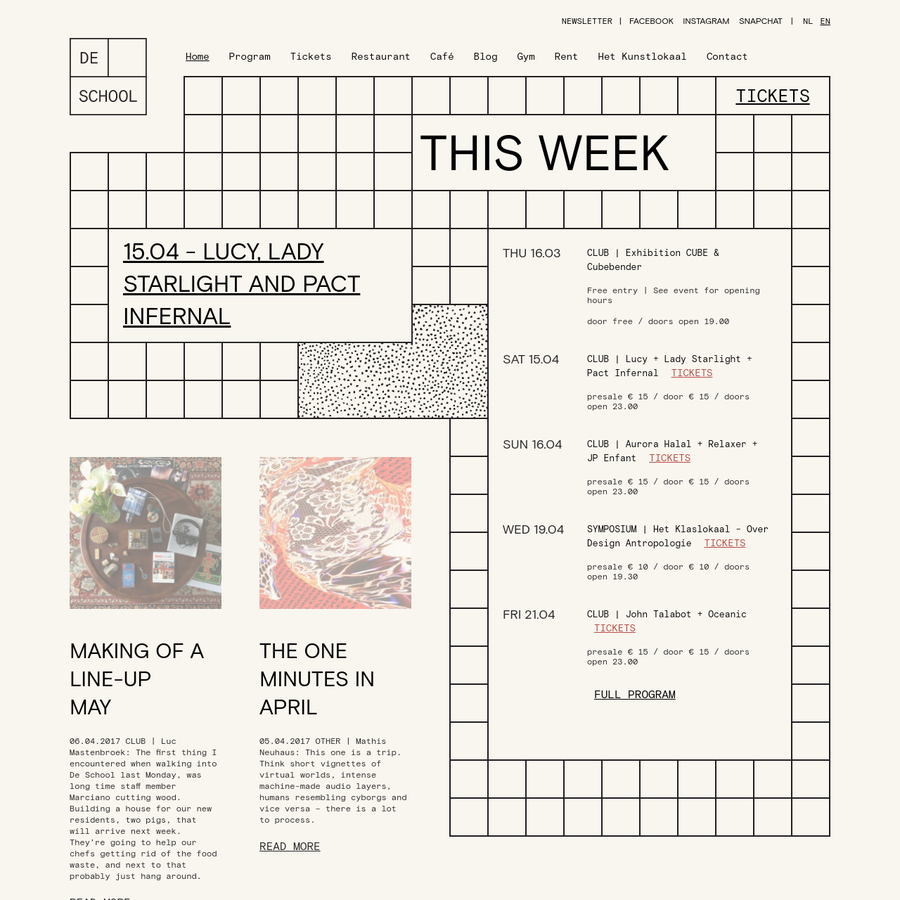 NEWSLETTER | FACEBOOK INSTAGRAM SNAPCHAT | NL EN
DE
SCHOOL
Home Program Tickets Restaurant Café Blog Gym Rent Het Kunstlokaal Contact
TICKETS
THIS WEEK
15.04 – LUCY, LADY
STARLIGHT AND PACT
INFERNAL
THU 16.03
CLUB | Exhibition CUBE &
Cubebender
Free entry | See event for opening
hours
door free / doors open 19.00
SAT 15.04
CLUB | Lucy + Lady Starlight +
Pact Infernal TICKETS
presale € 15 / door € 15 / doors
open 23.00
SUN 16.04
CLUB | Aurora Halal + Relaxer +
JP Enfant TICKETS
presale € 15 / door € 15 / doors
open 23.00
WED 19.04
SYMPOSIUM | Het Klaslokaal – Over
Design Antropologie TICKETS
presale € 10 / door € 10 / doors
open 19.30
FRI 21.04
CLUB | John Talabot + Oceanic
TICKETS
presale € 15 / door € 15 / doors
open 23.00
FULL PROGRAM
MAKING OF A
LINE-UP
MAY
06.04.2017 CLUB | Luc
Mastenbroek: The first thing I
encountered when walking into
De School last Monday, was
long time staff member
Marciano cutting wood.
Building a house for our new
residents, two pigs, that
will arrive next week.
They're going to help our
chefs getting rid of the food
waste, and next to that
probably just hang around.
THE ONE
MINUTES IN
APRIL
05.04.2017 OTHER | Mathis
Neuhaus: This one is a trip.
Think short vignettes of
virtual worlds, intense
machine-made audio layers,
humans resembling cyborgs and
vice versa – there is a lot
to process.
READ MORE